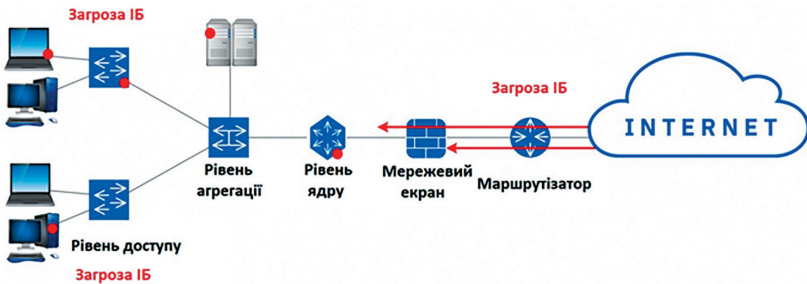 Загроза ІБ
Загроза ІБ
INTERNET
Рівень
агрегації
Рівень
ядру
Мережевий
екран
Маршрутізатор
Рівень доступу
Загроза ІБ